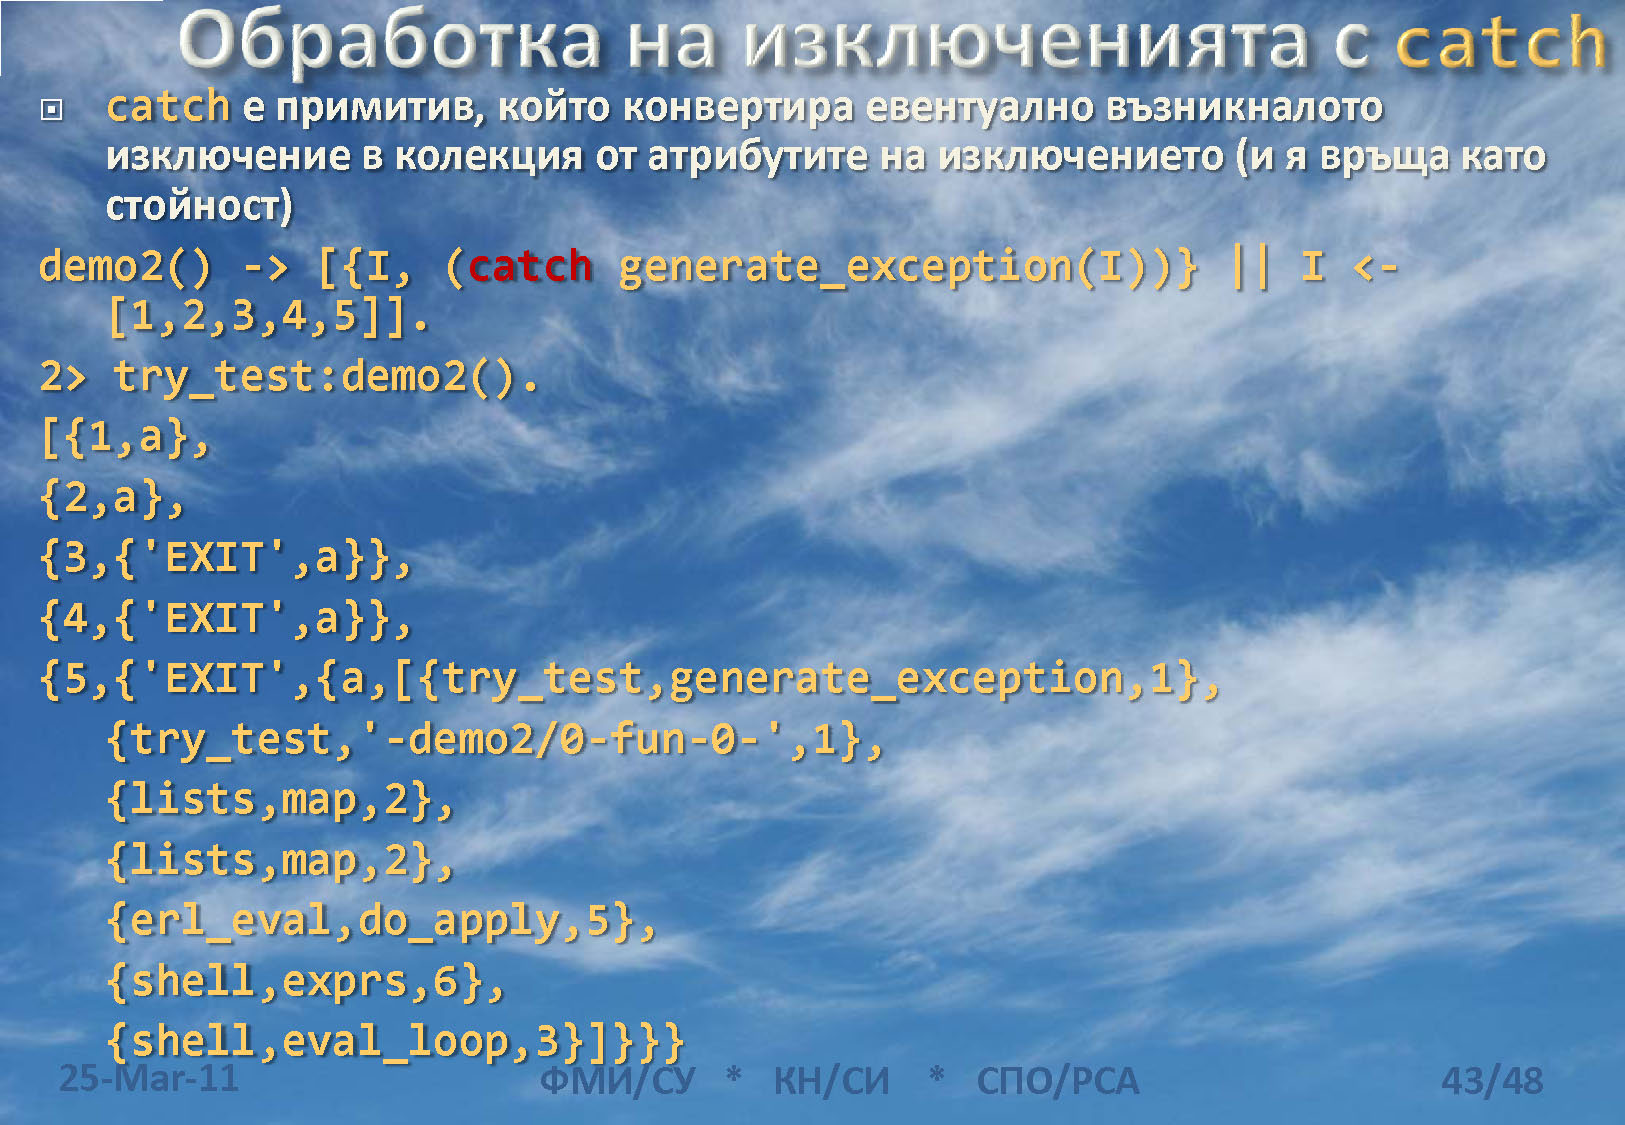 Обработка на изключенията с catch
catch е примитив, който конвертира евентуално възникналото
изключение в колекция от атрибутите на изключението (и я връща като
стойност)
demo2() -> [{I, (catch generate_exception(I))} || I <-
[1,2,3,4,5]].
2> try_test:demo2().
[{1,a},
{2,a},
{3,{'EXIT',a}},
{4,{'EXIT',a}},
{5,{'EXIT',{a,[{try_test,generate_exception,1},
{try_test,'-demo2/0-fun-0-',1},
{lists,map,2},
{lists,map,2},
{erl_eval,do_apply,5},
{shell,exprs,6},
{shell,eval_loop,3}]}}}
25-Mar-11 ФМИ/СУ * КН/СИ * СПО/РСА 43/48